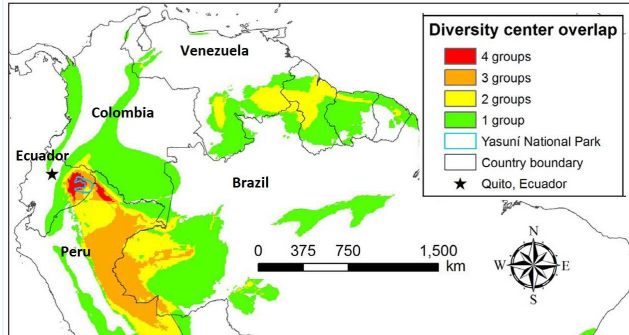 Venezuela
Colombia
Ecuador
Brazil
Peru
Diversity center overlap
4 groups
3 groups
2 groups
1 group
Yasuní National Park
Country boundary
Quito, Ecuador
0 375 750 1,500
km
N
W E
S